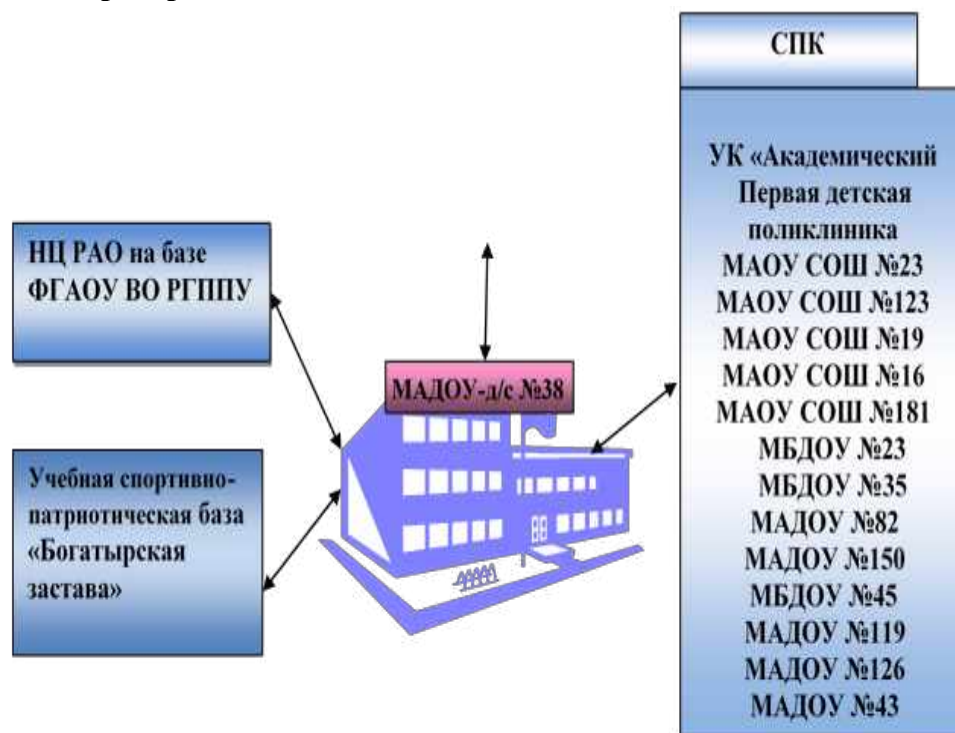 СПК
УК «Академический
Первая детская
поликлиника
МАОУ СОШ №23
МАОУ СОШ №123
МАОУ СОШ №19
МАОУ СОШ №16
МАОУ СОШ №181
МБДОУ №23
МБДОУ №35
МАДОУ №82
МАДОУ №150
МБДОУ №45
МАДОУ №119
МАДОУ №126
МАДОУ №43
НЦ РАО на базе
ФГАОУ ВО РГППУ
МАДОУ-д/с №38
Учебная спортивно-
патриотическая база
«Богатырская
застава»